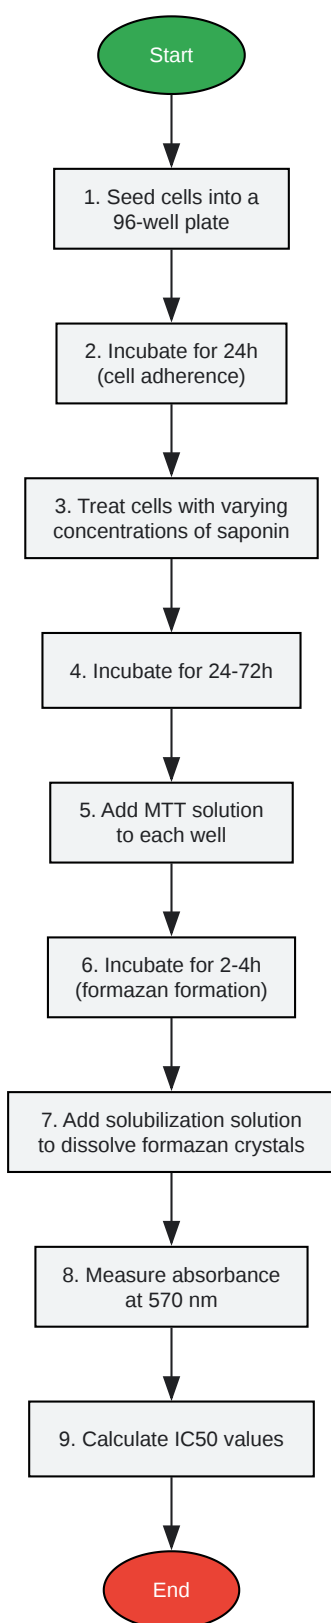 Start
1. Seed cells into a
96-well plate
2. Incubate for 24h
(cell adherence)
3. Treat cells with varying
concentrations of saponin
4. Incubate for 24-72h
5. Add MTT solution
to each well
6. Incubate for 2-4h
(formazan formation)
7. Add solubilization solution
to dissolve formazan crystals
8. Measure absorbance
at 570 nm
9. Calculate IC50 values
End